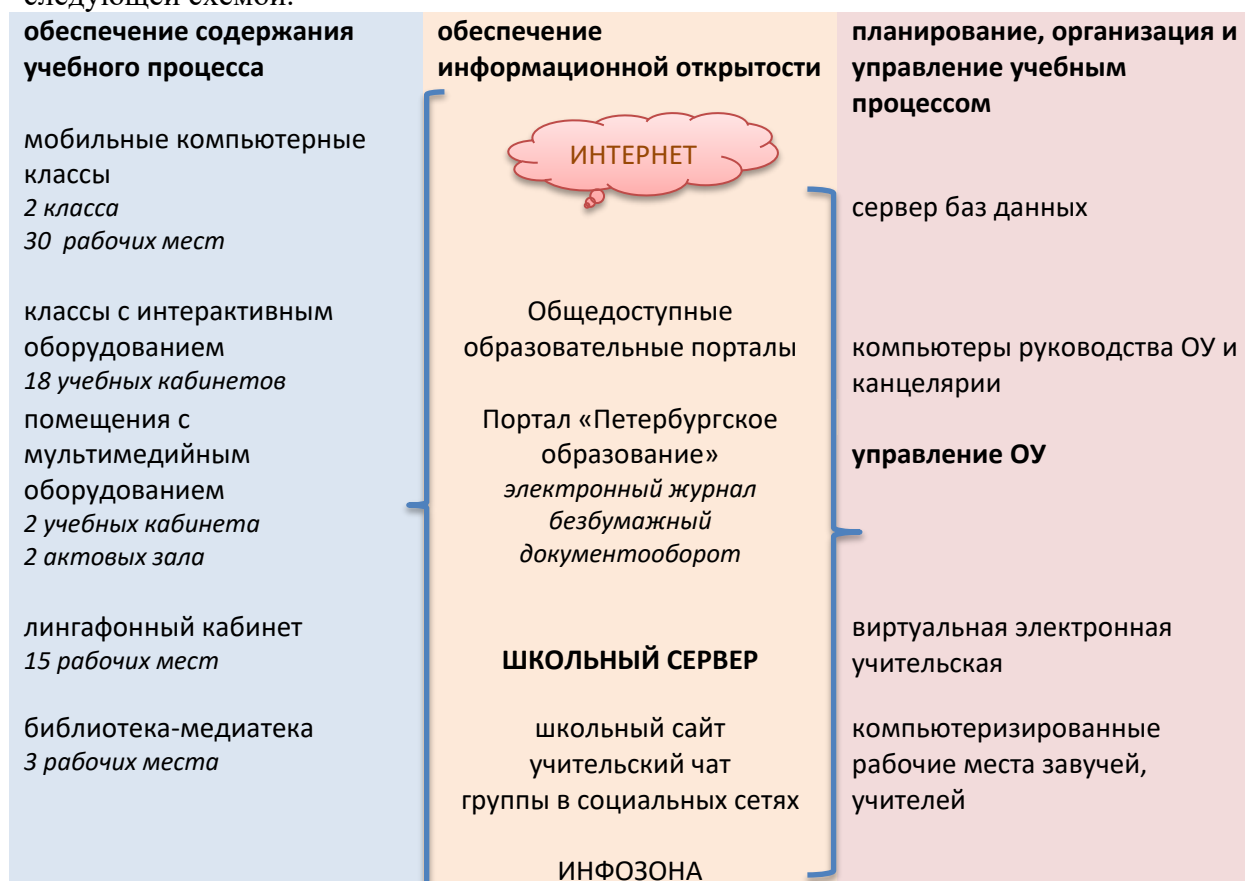 следующей схемой:
обеспечение содержания
учебного процесса
мобильные компьютерные
классы
2 класса
30 рабочих мест
классы с интерактивным
оборудованием
18 учебных кабинетов
помещения с
мультимедийным
оборудованием
2 учебных кабинета
2 актовых зала
лингафонный кабинет
15 рабочих мест
библиотека-медиатека
3 рабочих места
обеспечение
информационной открытости
ИНТЕРНЕТ
Общедоступные
образовательные порталы
Портал «Петербургское
образование»
электронный журнал
безбумажный
документооборот
ШКОЛЬНЫЙ СЕРВЕР
школьный сайт
учительский чат
группы в социальных сетях
ИНФОЗОНА
планирование, организация и
управление учебным
процессом
сервер баз данных
компьютеры руководства ОУ и
канцелярии
управление ОУ
виртуальная электронная
учительская
компьютеризированные
рабочие места завучей,
учителей